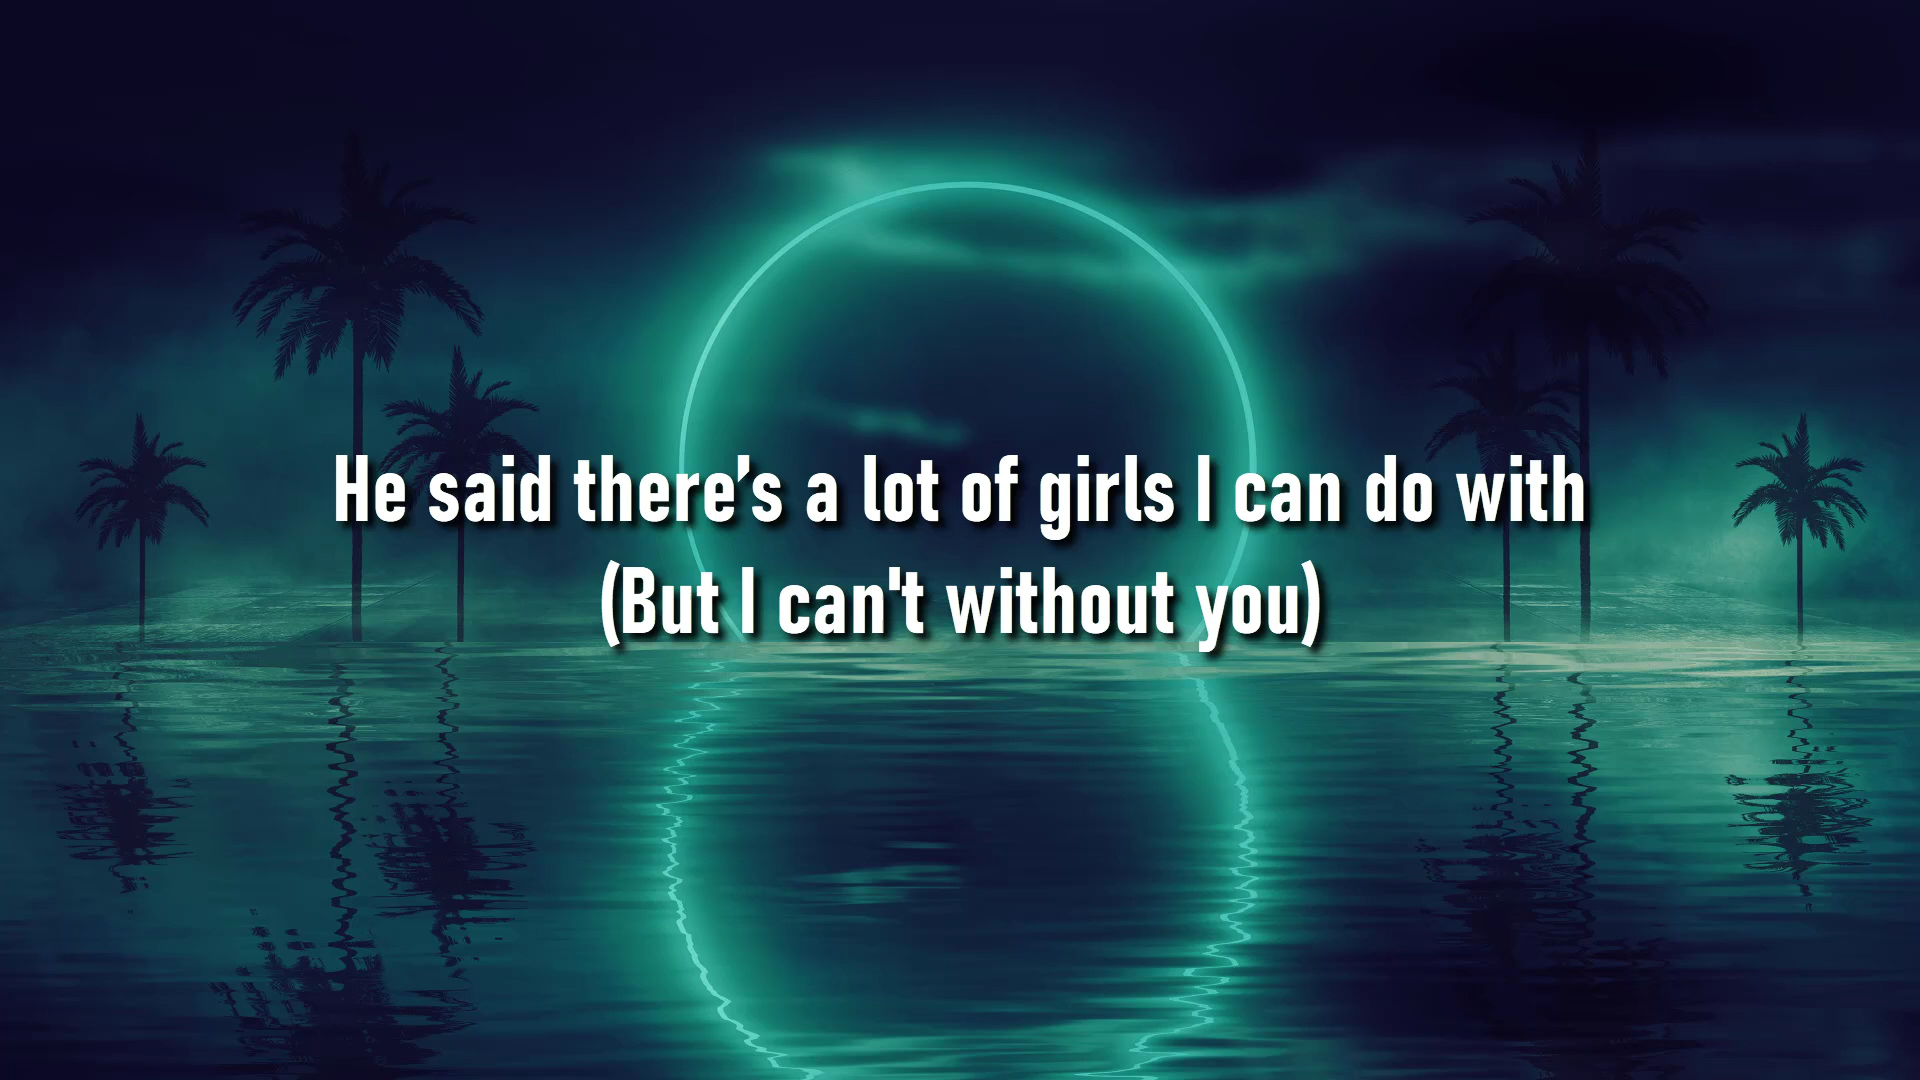 He said there’s a lot of girls I can do with
(But I can't without you)